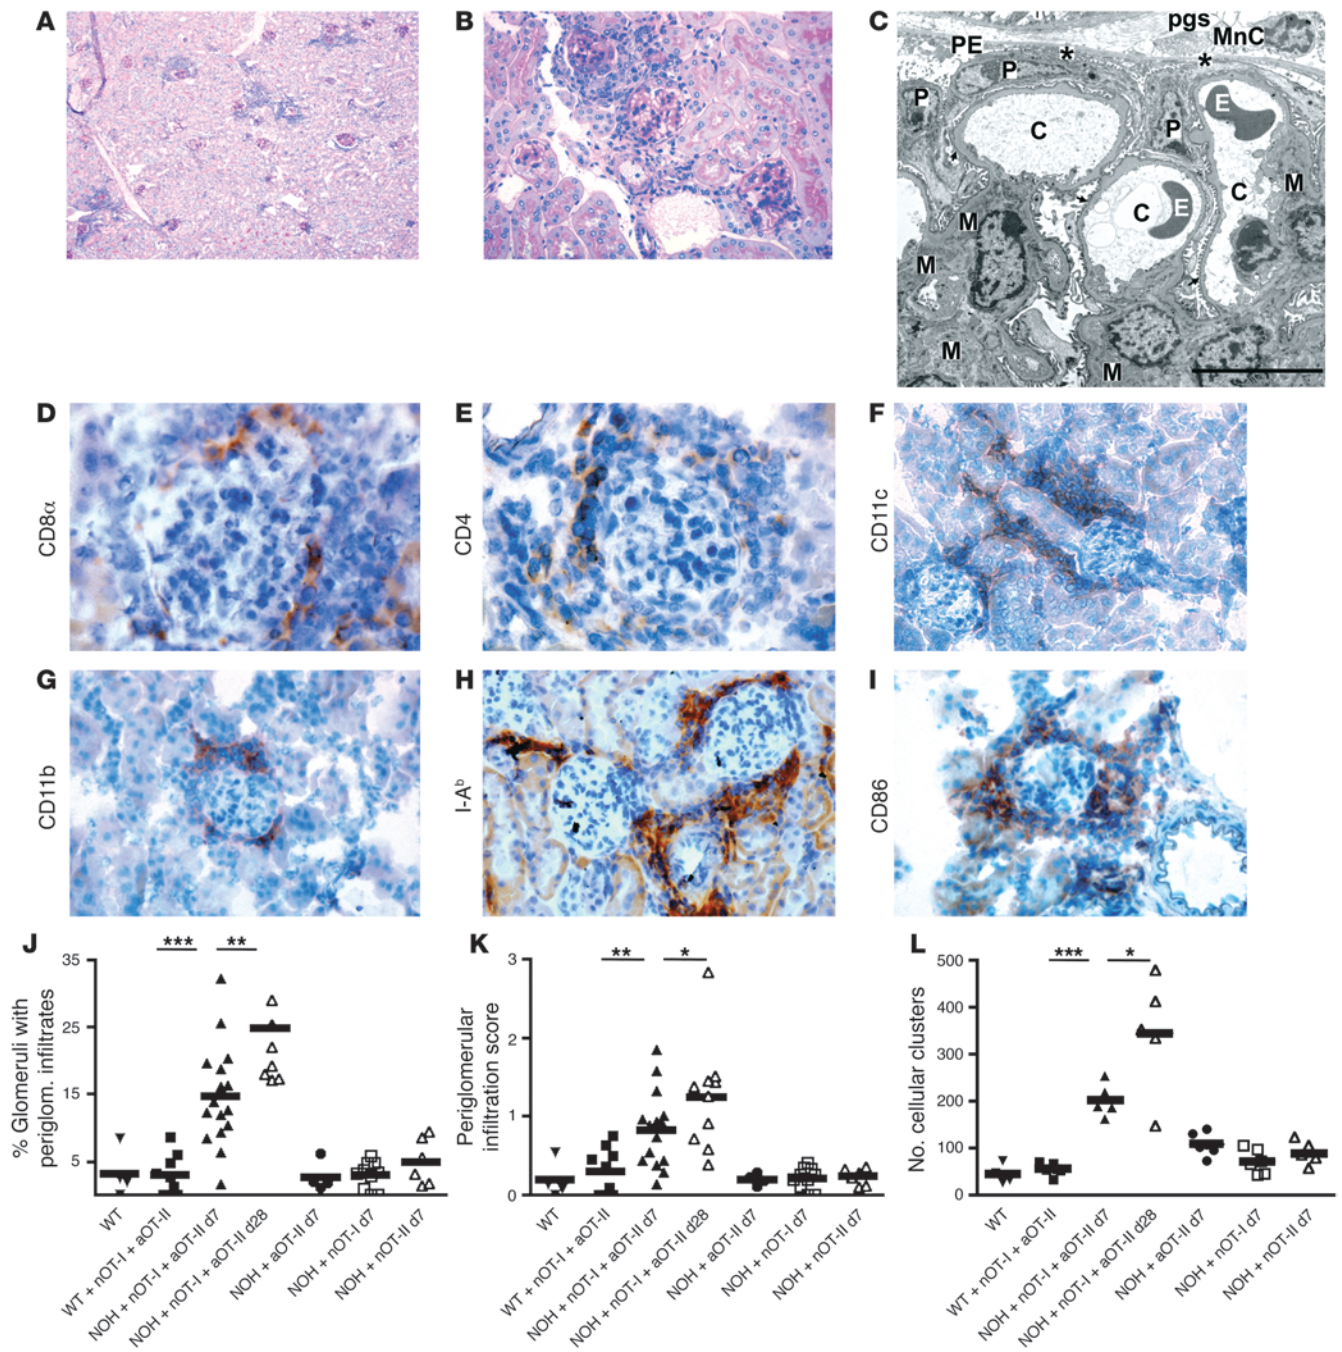 A
B
C
pgs
MnC
PE
*
*
P
P
E
P
C
C
M
C
E
M
M
M
M
D
CD8α
E
CD4
F
CD11c
G
CD11b
H
I-Aᵇ
I
CD86
J
*** **
% Glomeruli with
periglom. infiltrates
35
25
15
5
WT
WT + nOT-I + aOT-II
NOH + nOT-I + aOT-II d7
NOH + nOT-I + aOT-II d28
NOH + aOT-II d7
NOH + nOT-I d7
NOH + nOT-II d7
K
** *
Periglomerular
infiltration score
3
2
1
0
WT
WT + nOT-I + aOT-II
NOH + nOT-I + aOT-II d7
NOH + nOT-I + aOT-II d28
NOH + aOT-II d7
NOH + nOT-I d7
NOH + nOT-II d7
L
*** *
No. cellular clusters
500
400
300
200
100
0
WT
WT + nOT-I + aOT-II
NOH + nOT-I + aOT-II d7
NOH + nOT-I + aOT-II d28
NOH + aOT-II d7
NOH + nOT-I d7
NOH + nOT-II d7